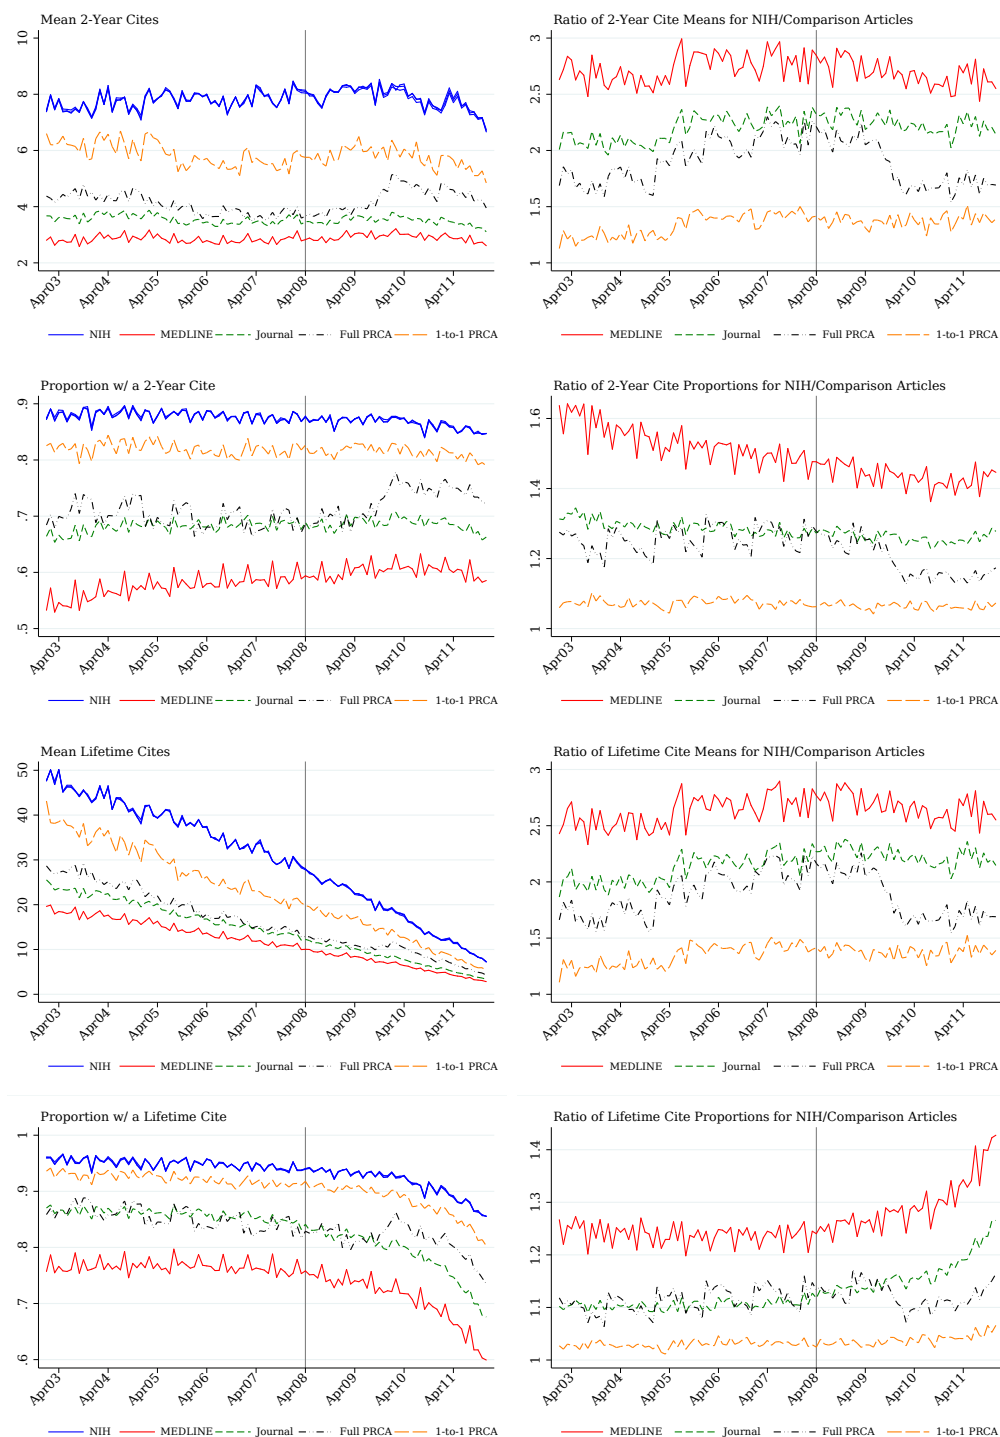 Mean 2-Year Cites
10
8
6
4
2
Apr03 Apr04 Apr05 Apr06 Apr07 Apr08 Apr09 Apr10 Apr11
NIH MEDLINE Journal Full PRCA 1-to-1 PRCA
Ratio of 2-Year Cite Means for NIH/Comparison Articles
3
2.5
2
1.5
1
Apr03 Apr04 Apr05 Apr06 Apr07 Apr08 Apr09 Apr10 Apr11
MEDLINE Journal Full PRCA 1-to-1 PRCA
Proportion w/ a 2-Year Cite
.9
.8
.7
.6
.5
Apr03 Apr04 Apr05 Apr06 Apr07 Apr08 Apr09 Apr10 Apr11
NIH MEDLINE Journal Full PRCA 1-to-1 PRCA
Ratio of 2-Year Cite Proportions for NIH/Comparison Articles
1.6
1.4
1.2
1
Apr03 Apr04 Apr05 Apr06 Apr07 Apr08 Apr09 Apr10 Apr11
MEDLINE Journal Full PRCA 1-to-1 PRCA
Mean Lifetime Cites
50
40
30
20
10
0
Apr03 Apr04 Apr05 Apr06 Apr07 Apr08 Apr09 Apr10 Apr11
NIH MEDLINE Journal Full PRCA 1-to-1 PRCA
Ratio of Lifetime Cite Means for NIH/Comparison Articles
3
2.5
2
1.5
1
Apr03 Apr04 Apr05 Apr06 Apr07 Apr08 Apr09 Apr10 Apr11
MEDLINE Journal Full PRCA 1-to-1 PRCA
Proportion w/ a Lifetime Cite
1
.9
.8
.7
.6
Apr03 Apr04 Apr05 Apr06 Apr07 Apr08 Apr09 Apr10 Apr11
NIH MEDLINE Journal Full PRCA 1-to-1 PRCA
Ratio of Lifetime Cite Proportions for NIH/Comparison Articles
1.4
1.3
1.2
1.1
1
Apr03 Apr04 Apr05 Apr06 Apr07 Apr08 Apr09 Apr10 Apr11
MEDLINE Journal Full PRCA 1-to-1 PRCA